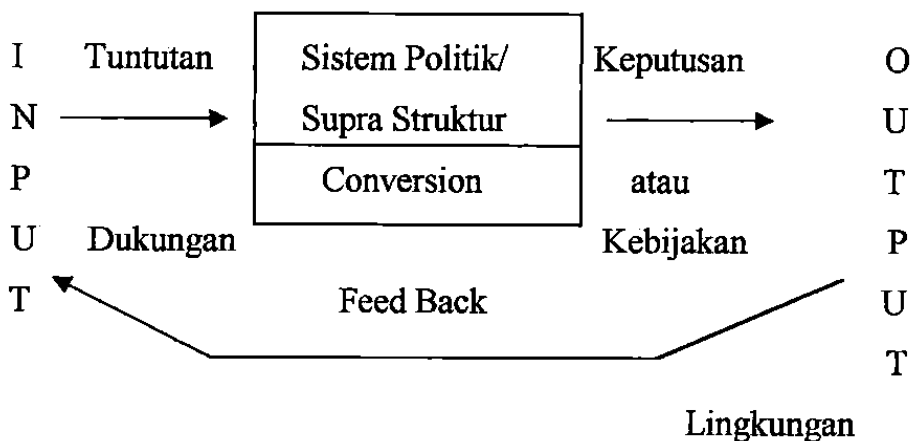 I Tuntutan Sistem Politik/ Keputusan O
N Supra Struktur U
P Conversion atau T
U Dukungan Kebijakan P
T Feed Back U
T
Lingkungan